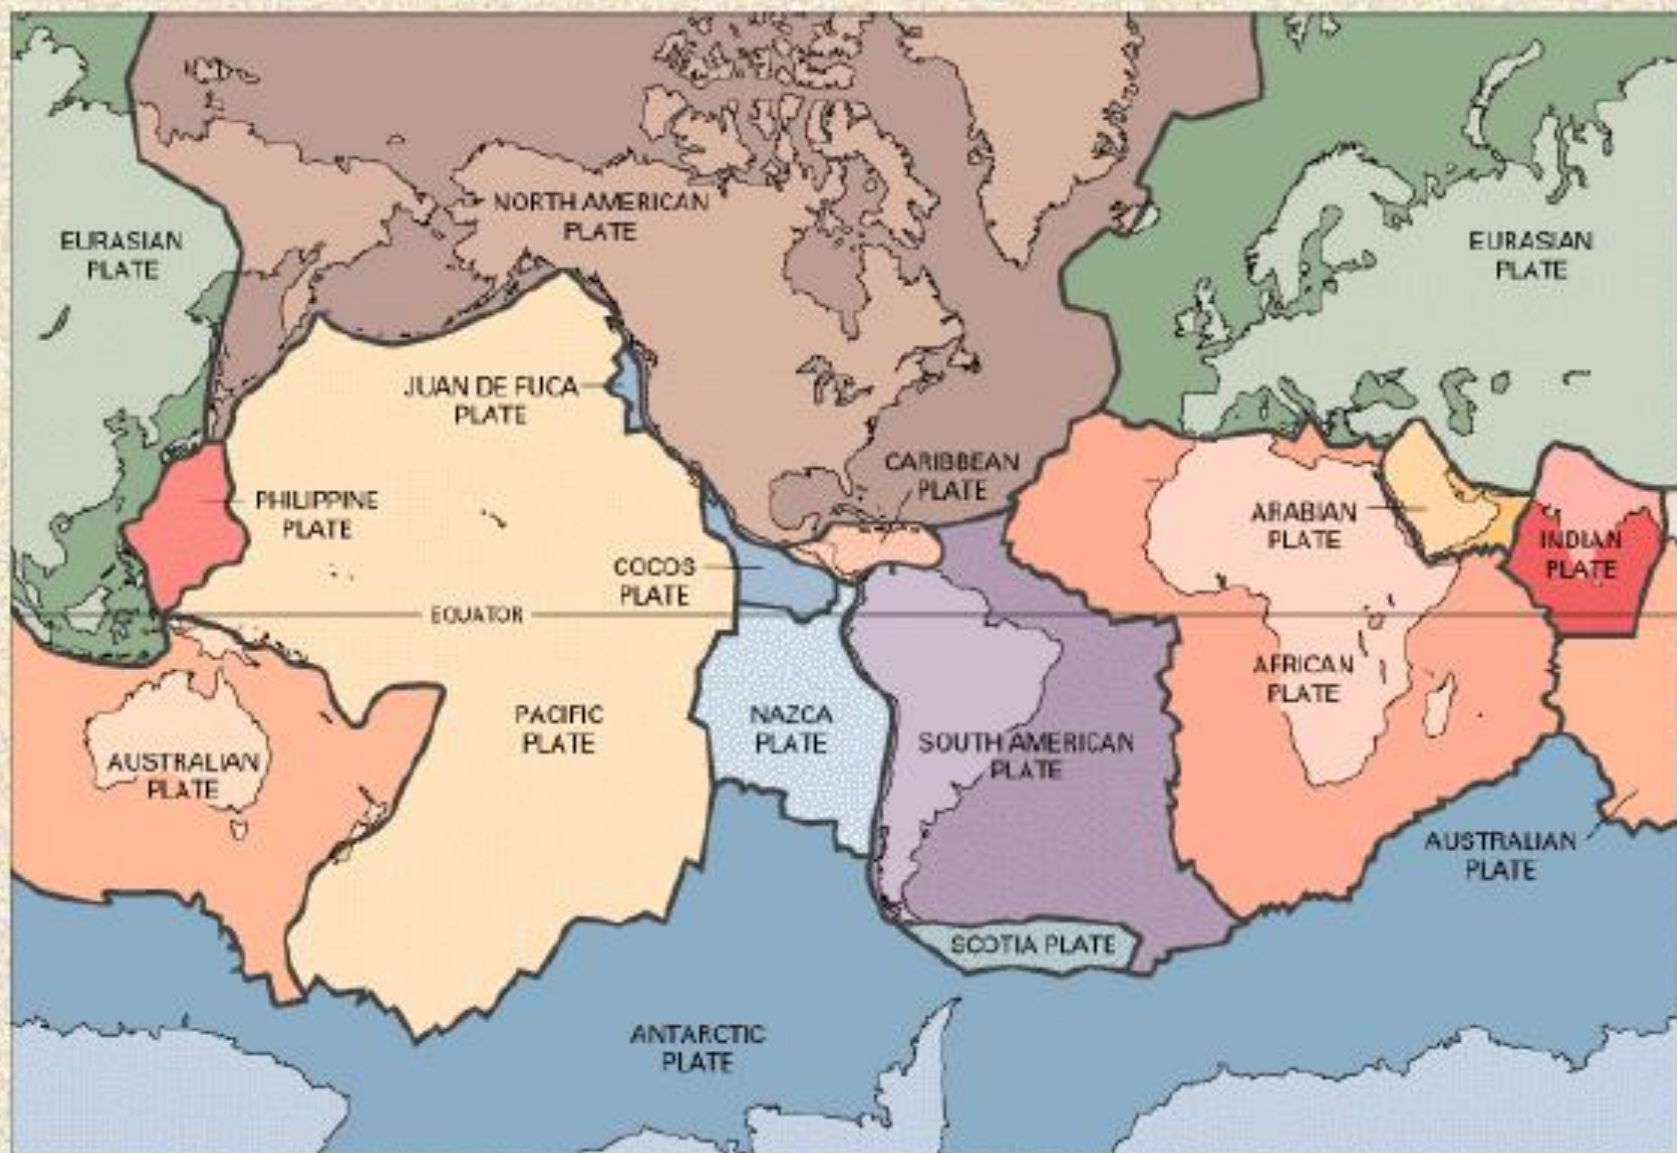 NORTH AMERICAN
PLATE
EURASIAN
PLATE
EURASIAN
PLATE
JUAN DE FUCA
PLATE
CARIBBEAN
PLATE
PHILIPPINE
PLATE
ARABIAN
PLATE
INDIAN
PLATE
COCOS
PLATE
EQUATOR
AFRICAN
PLATE
PACIFIC
PLATE
NAZCA
PLATE
SOUTH AMERICAN
PLATE
AUSTRALIAN
PLATE
AUSTRALIAN
PLATE
SCOTIA PLATE
ANTARCTIC
PLATE